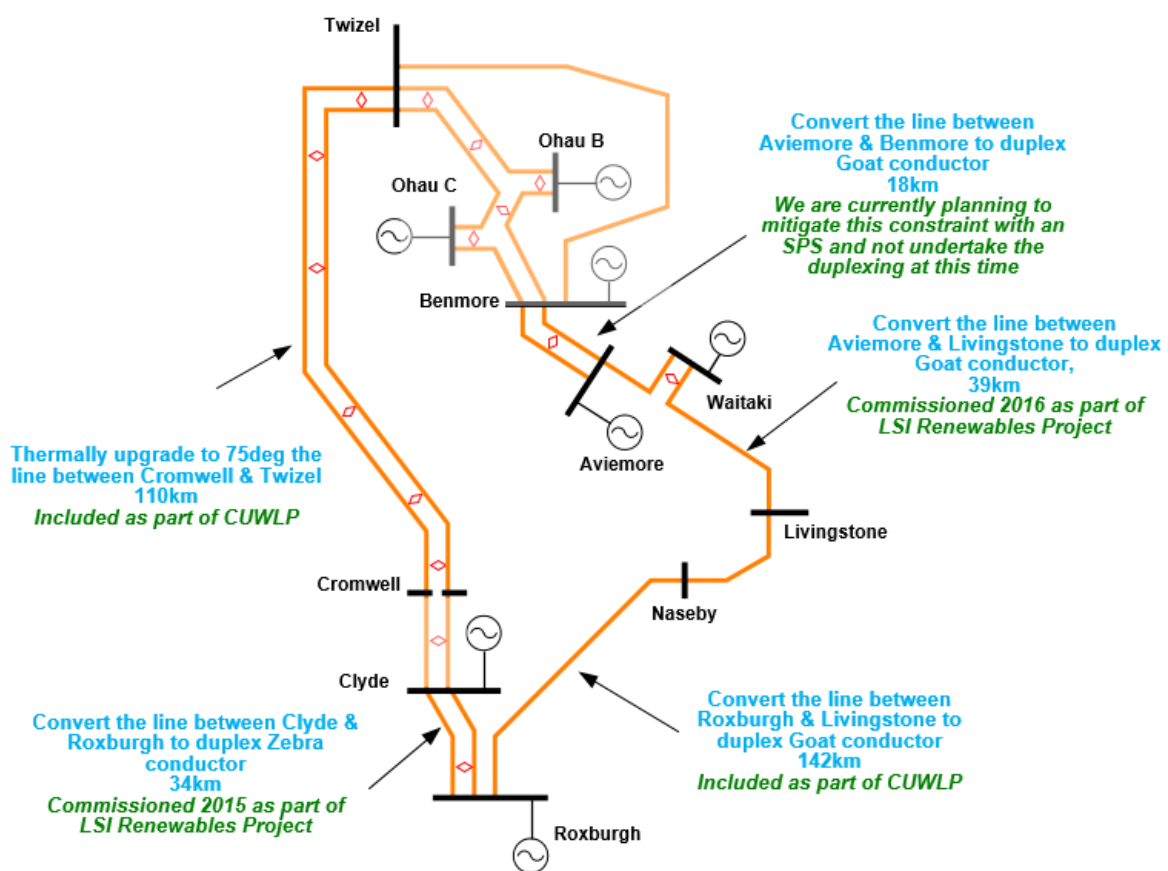 Twizel
Ohau B
Ohau C
Benmore
Convert the line between
Aviemore & Benmore to duplex
Goat conductor
18km
We are currently planning to
mitigate this constraint with an
SPS and not undertake the
duplexing at this time
Convert the line between
Aviemore & Livingstone to duplex
Goat conductor,
39km
Commissioned 2016 as part of
LSI Renewables Project
Waitaki
Aviemore
Thermally upgrade to 75deg the
line between Cromwell & Twizel
110km
Included as part of CUWLP
Livingstone
Cromwell
Naseby
Clyde
Convert the line between Clyde &
Roxburgh to duplex Zebra
conductor
34km
Commissioned 2015 as part of
LSI Renewables Project
Convert the line between
Roxburgh & Livingstone to
duplex Goat conductor
142km
Included as part of CUWLP
Roxburgh